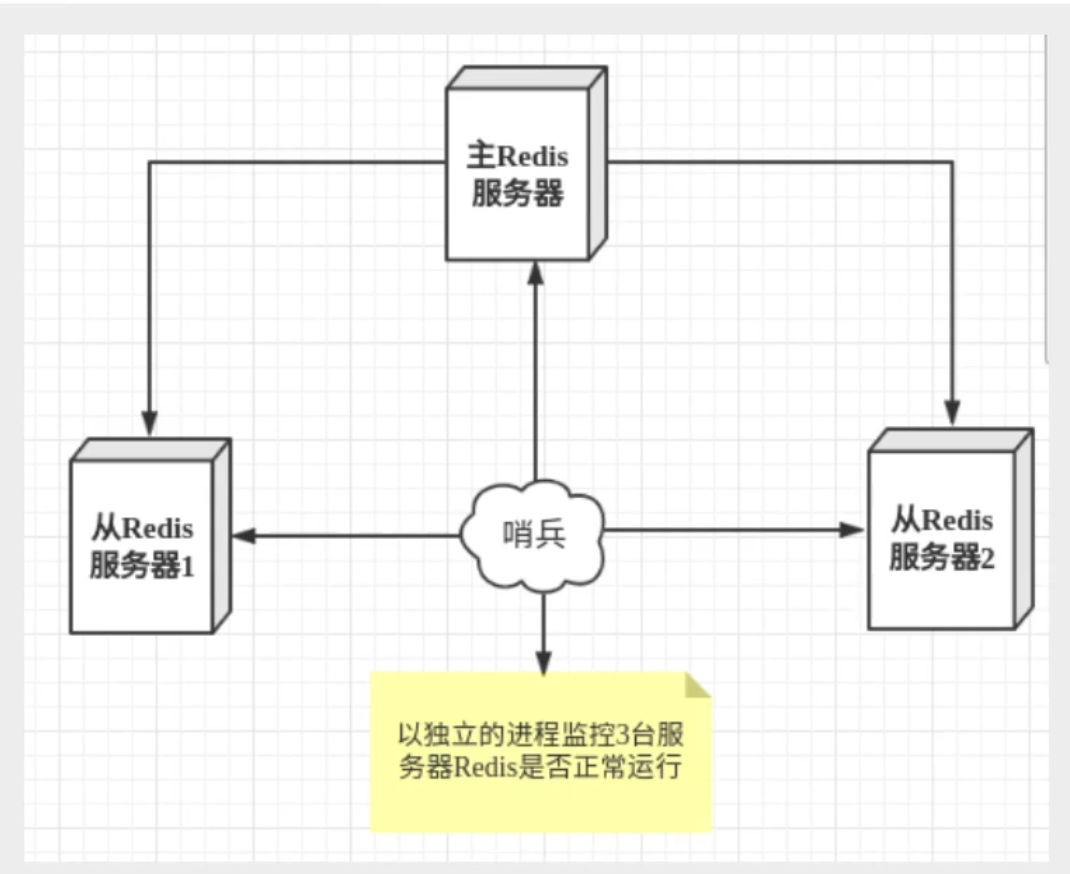 主Redis
服务器
从Redis
服务器1
哨兵
从Redis
服务器2
以独立的进程监控3台服
务器Redis是否正常运行